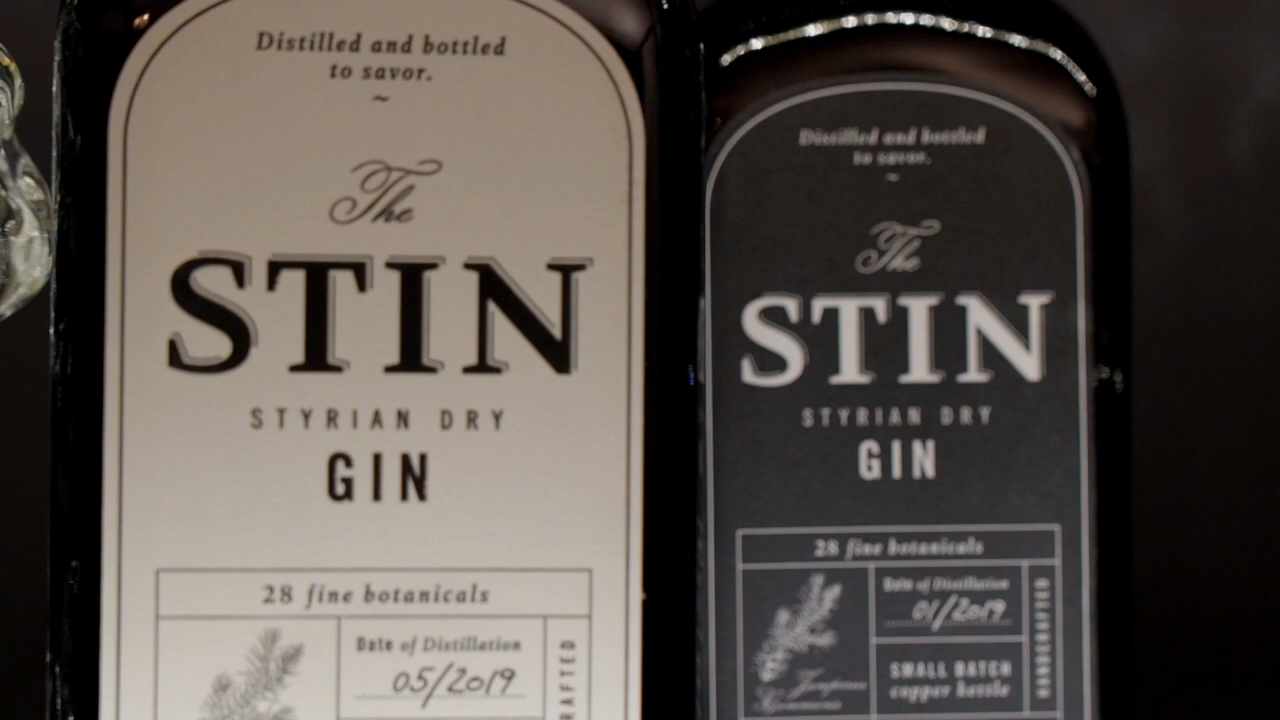 Distilled and bottled
to savor.
~
The
STIN
STYRIAN DRY
GIN
28 fine botanicals
Date of Distillation
05/2019
RAFTED
Distilled and bottled
to savor.
~
The
STIN
STYRIAN DRY
GIN
28 fine botanicals
Date of Distillation
01/2019
HANDCRAFTED
SMALL BATCH
copper kettle